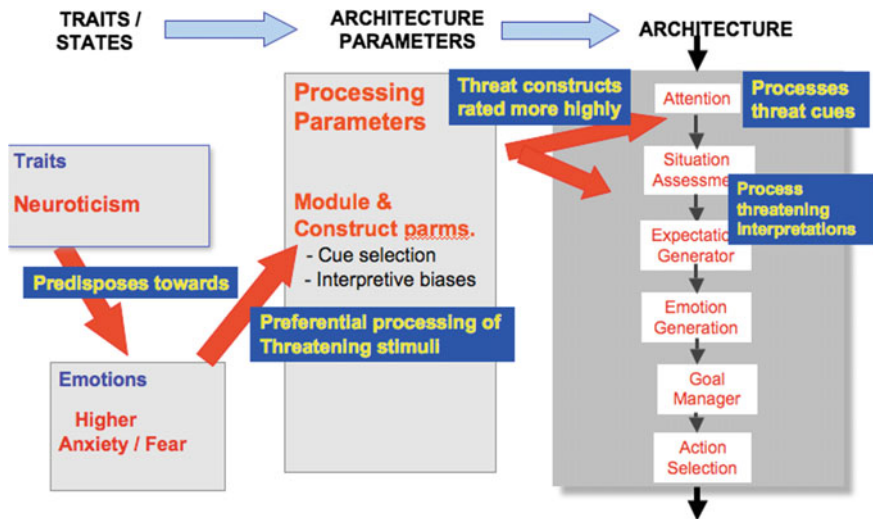 TRAITS /
STATES
ARCHITECTURE
PARAMETERS
ARCHITECTURE
Traits
Neuroticism
Predisposes towards
Emotions
Higher
Anxiety / Fear
Processing
Parameters
Module &
Construct parms.
- Cue selection
- Interpretive biases
Preferential processing of
Threatening stimuli
Threat constructs
rated more highly
Attention
Processes
threat cues
Situation
Assessmen
Process
threatening
Interpretations
Expectatio
Generator
Emotion
Generation
Goal
Manager
Action
Selection